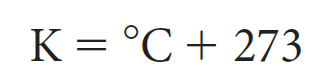 K = °C + 273